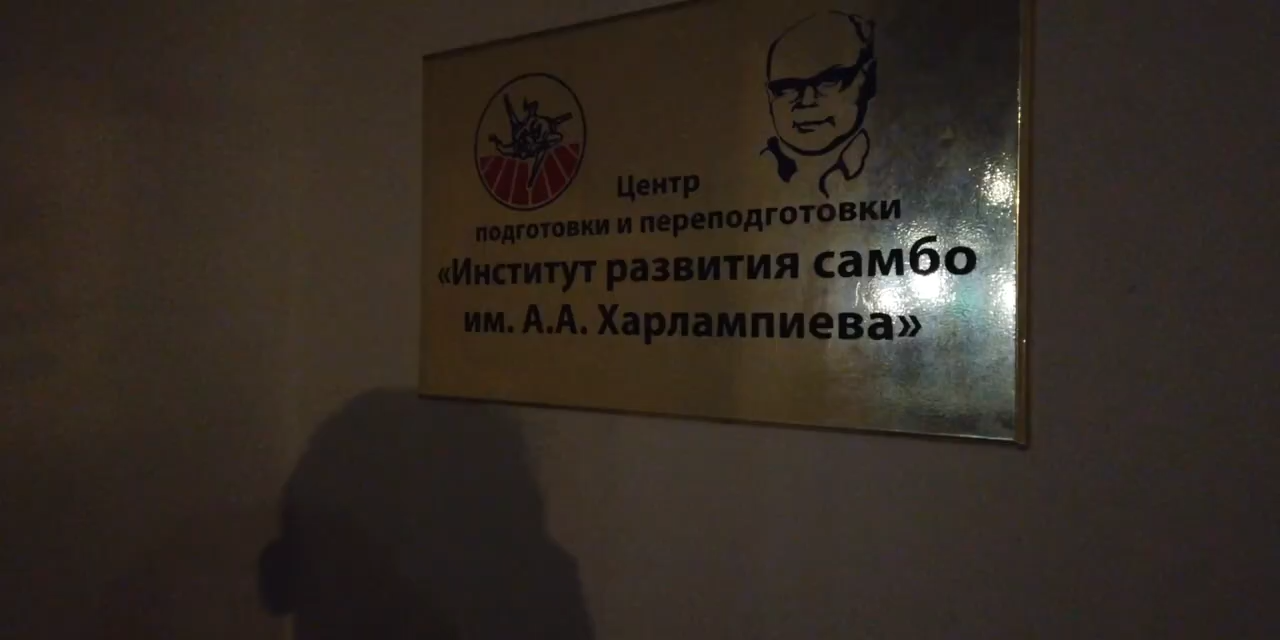 Центр
подготовки и переподготовки
«Институт развития самбо
им. А.А. Харлампиева»